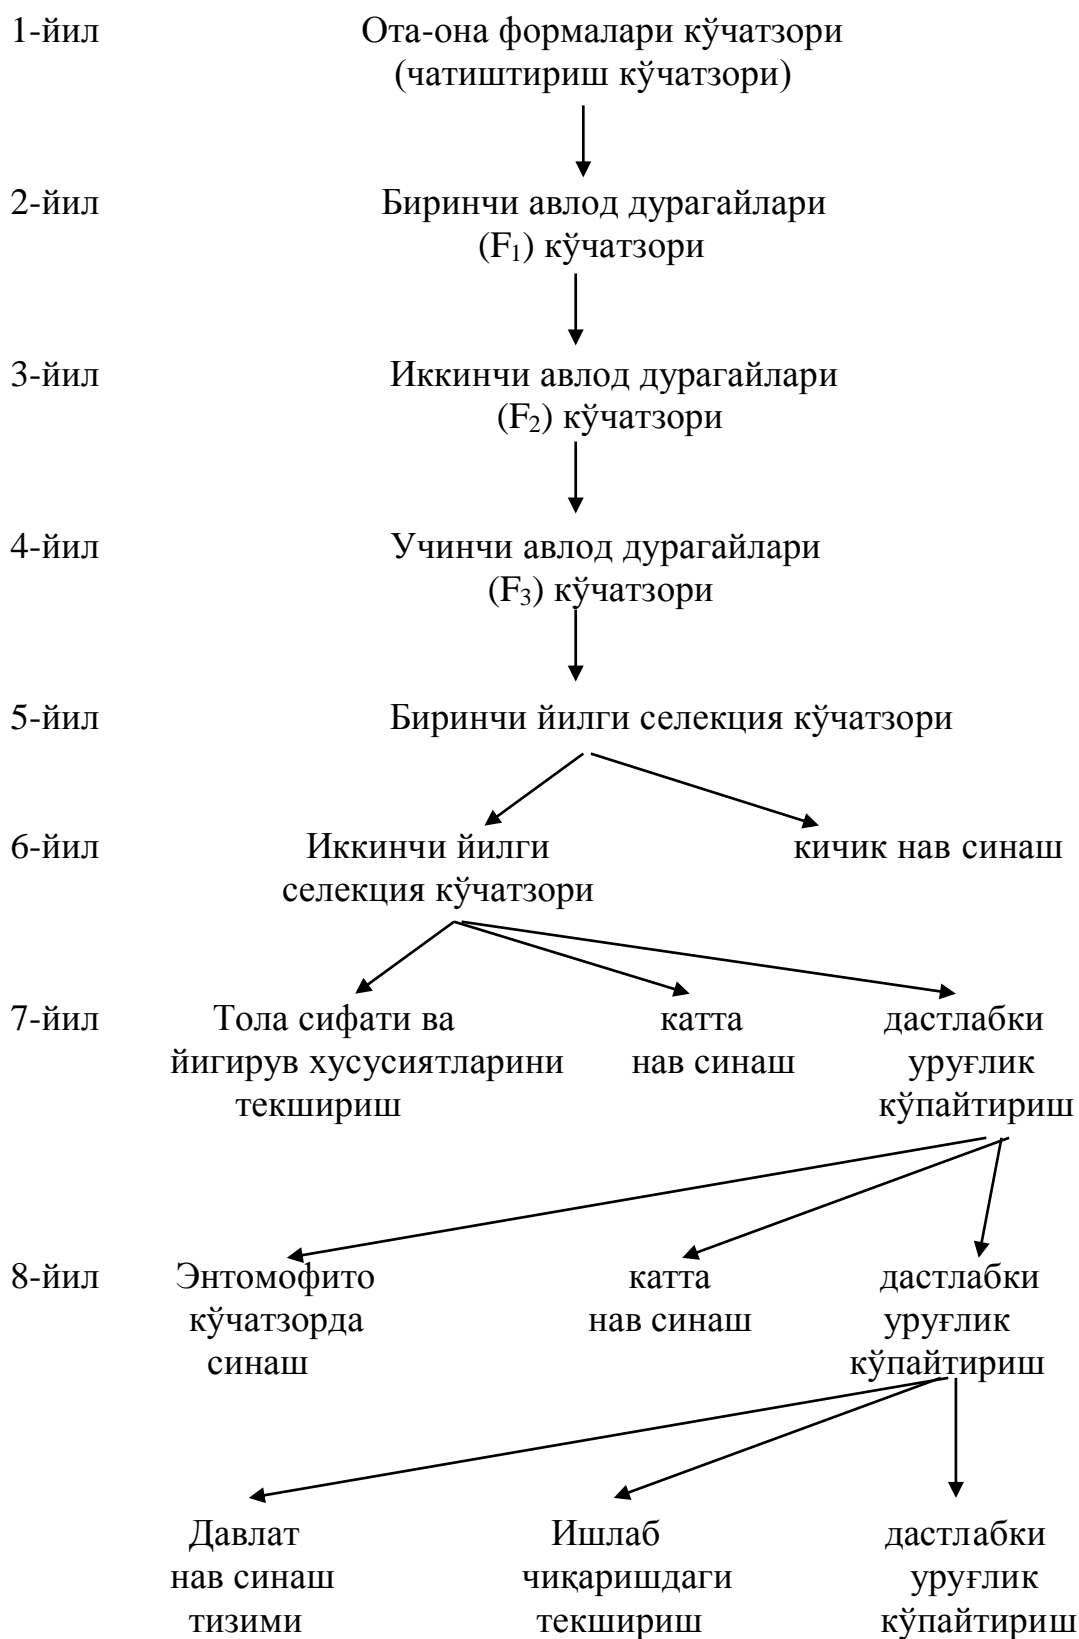 1-йил Ота-она формалари кўчатзори
(чатиштириш кўчатзори)
2-йил Биринчи авлод дурагайлари
(F₁) кўчатзори
3-йил Иккинчи авлод дурагайлари
(F₂) кўчатзори
4-йил Учинчи авлод дурагайлари
(F₃) кўчатзори
5-йил Биринчи йилги селекция кўчатзори
6-йил Иккинчи йилги кичик нав синаш
селекция кўчатзори
7-йил Тола сифати ва катта дастлабки
йигирув хусусиятларини нав синаш уруғлик
текшириш кўпайтириш
8-йил Энтомофито катта дастлабки
кўчатзорда нав синаш уруғлик
синаш кўпайтириш
Давлат Ишлаб дастлабки
нав синаш чиқаришдаги уруғлик
тизими текшириш кўпайтириш